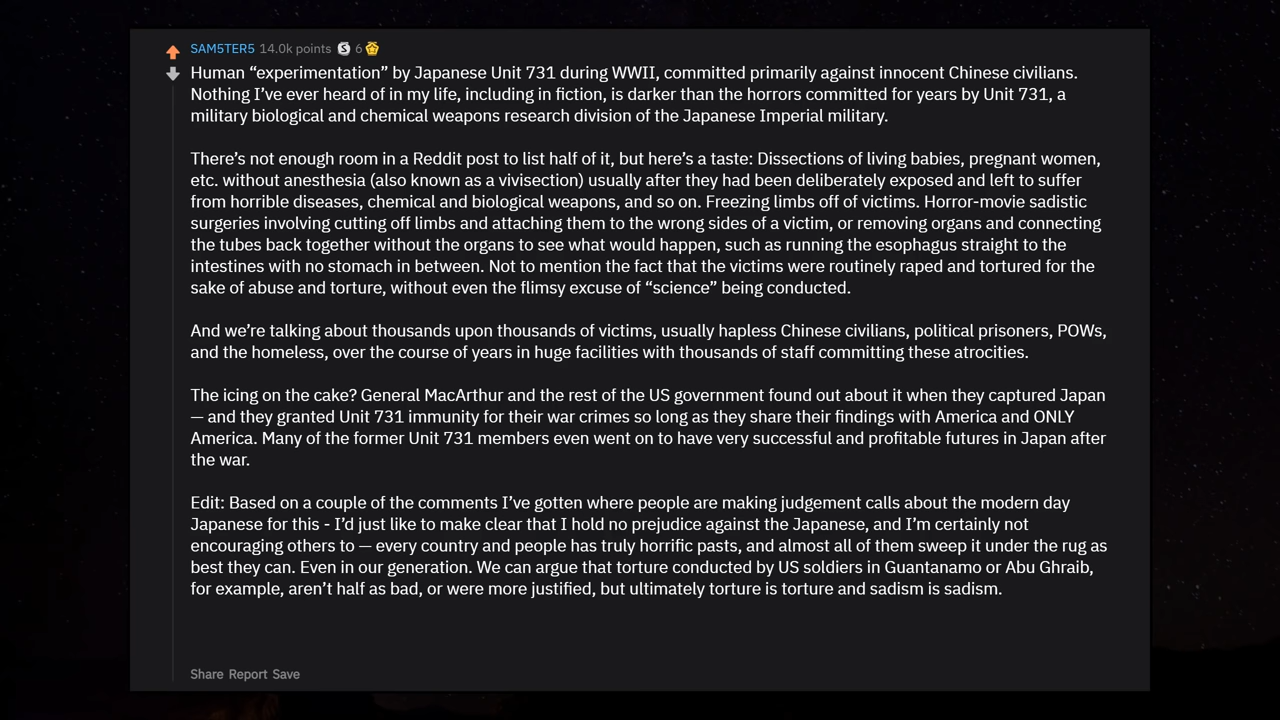 SAM5TER5 14.0k points S 6
Human “experimentation” by Japanese Unit 731 during WWII, committed primarily against innocent Chinese civilians.
Nothing I’ve ever heard of in my life, including in fiction, is darker than the horrors committed for years by Unit 731, a
military biological and chemical weapons research division of the Japanese Imperial military.
There’s not enough room in a Reddit post to list half of it, but here’s a taste: Dissections of living babies, pregnant women,
etc. without anesthesia (also known as a vivisection) usually after they had been deliberately exposed and left to suffer
from horrible diseases, chemical and biological weapons, and so on. Freezing limbs off of victims. Horror-movie sadistic
surgeries involving cutting off limbs and attaching them to the wrong sides of a victim, or removing organs and connecting
the tubes back together without the organs to see what would happen, such as running the esophagus straight to the
intestines with no stomach in between. Not to mention the fact that the victims were routinely raped and tortured for the
sake of abuse and torture, without even the flimsy excuse of “science” being conducted.
And we’re talking about thousands upon thousands of victims, usually hapless Chinese civilians, political prisoners, POWs,
and the homeless, over the course of years in huge facilities with thousands of staff committing these atrocities.
The icing on the cake? General MacArthur and the rest of the US government found out about it when they captured Japan
— and they granted Unit 731 immunity for their war crimes so long as they share their findings with America and ONLY
America. Many of the former Unit 731 members even went on to have very successful and profitable futures in Japan after
the war.
Edit: Based on a couple of the comments I’ve gotten where people are making judgement calls about the modern day
Japanese for this - I’d just like to make clear that I hold no prejudice against the Japanese, and I’m certainly not
encouraging others to — every country and people has truly horrific pasts, and almost all of them sweep it under the rug as
best they can. Even in our generation. We can argue that torture conducted by US soldiers in Guantanamo or Abu Ghraib,
for example, aren’t half as bad, or were more justified, but ultimately torture is torture and sadism is sadism.
Share Report Save